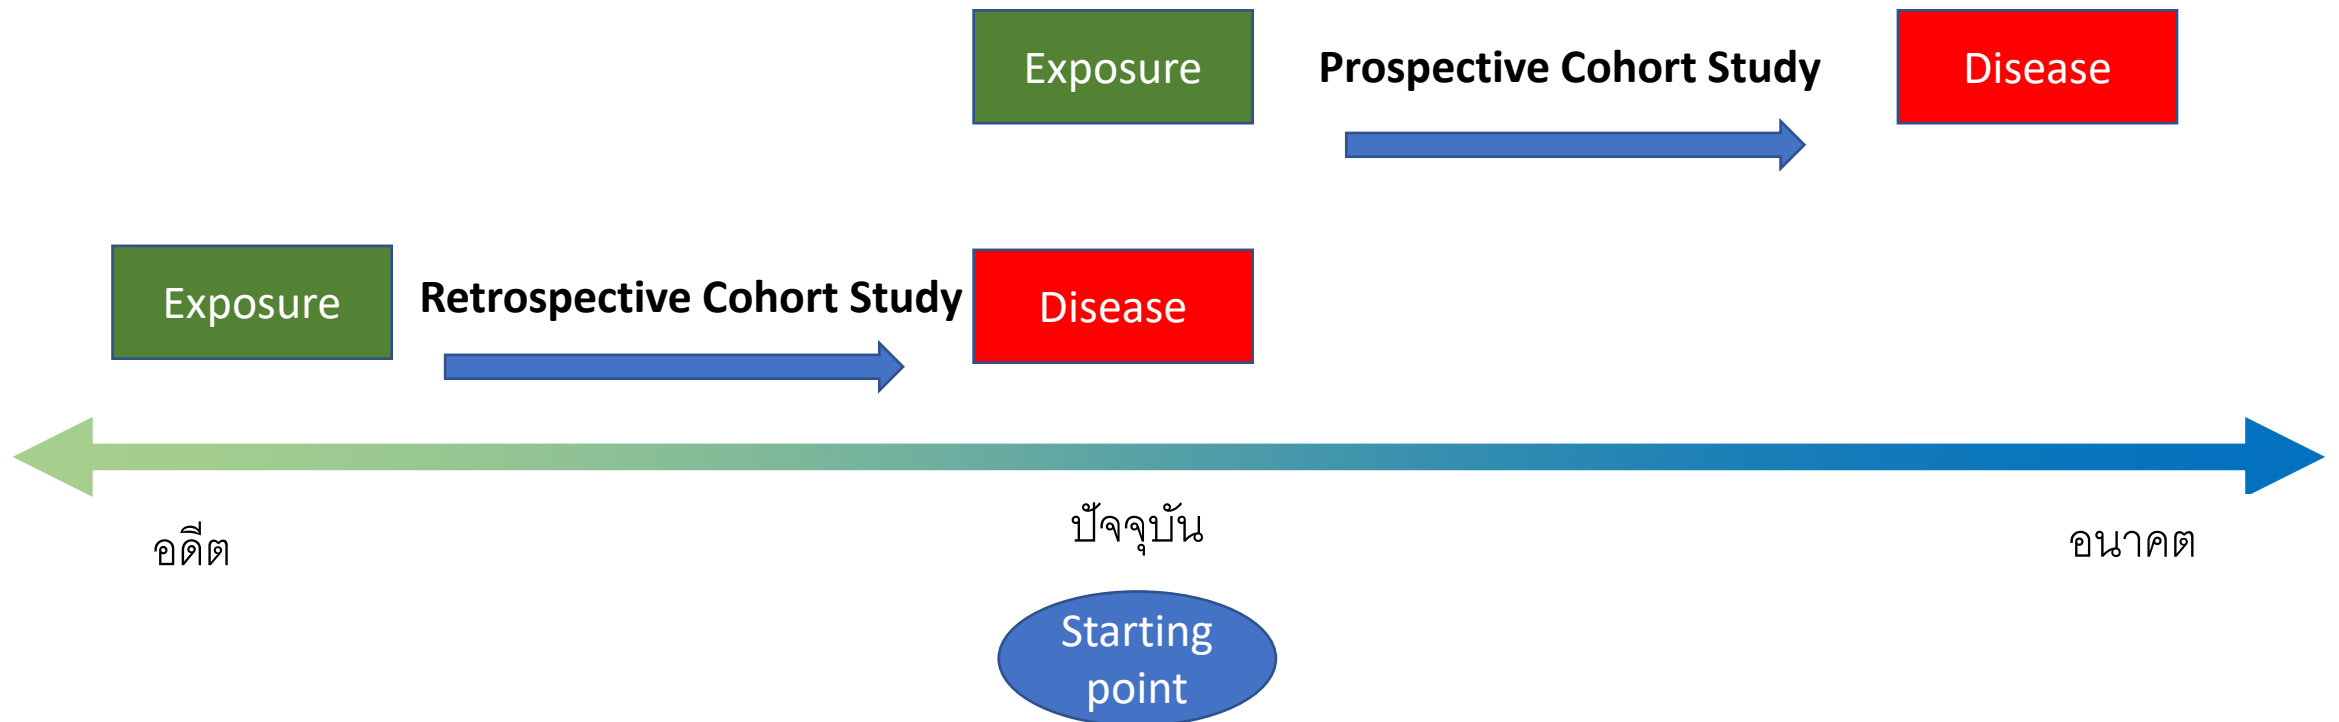 Exposure
Prospective Cohort Study
Disease
Exposure
Retrospective Cohort Study
Disease
อดีต
ปัจจุบัน
อนาคต
Starting
point